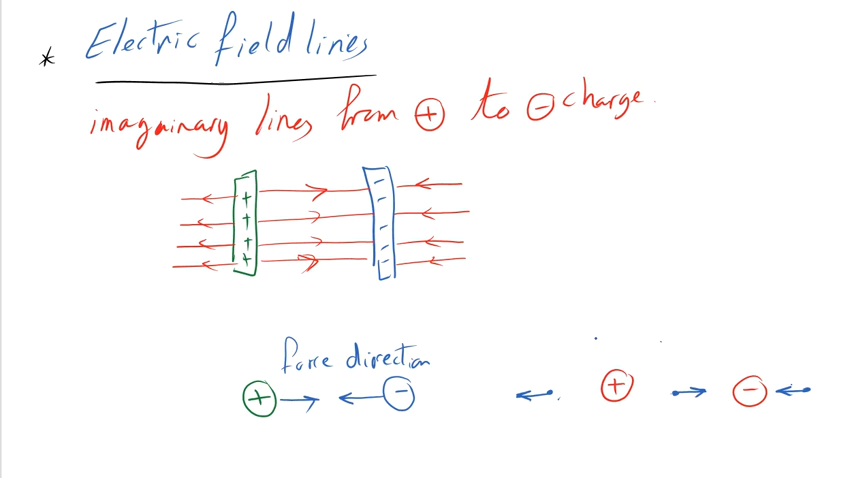 * Electric field lines
imaginary lines from + to - charge.
+ -
+ -
+ -
+ -
+ -
force direction
+ - + -